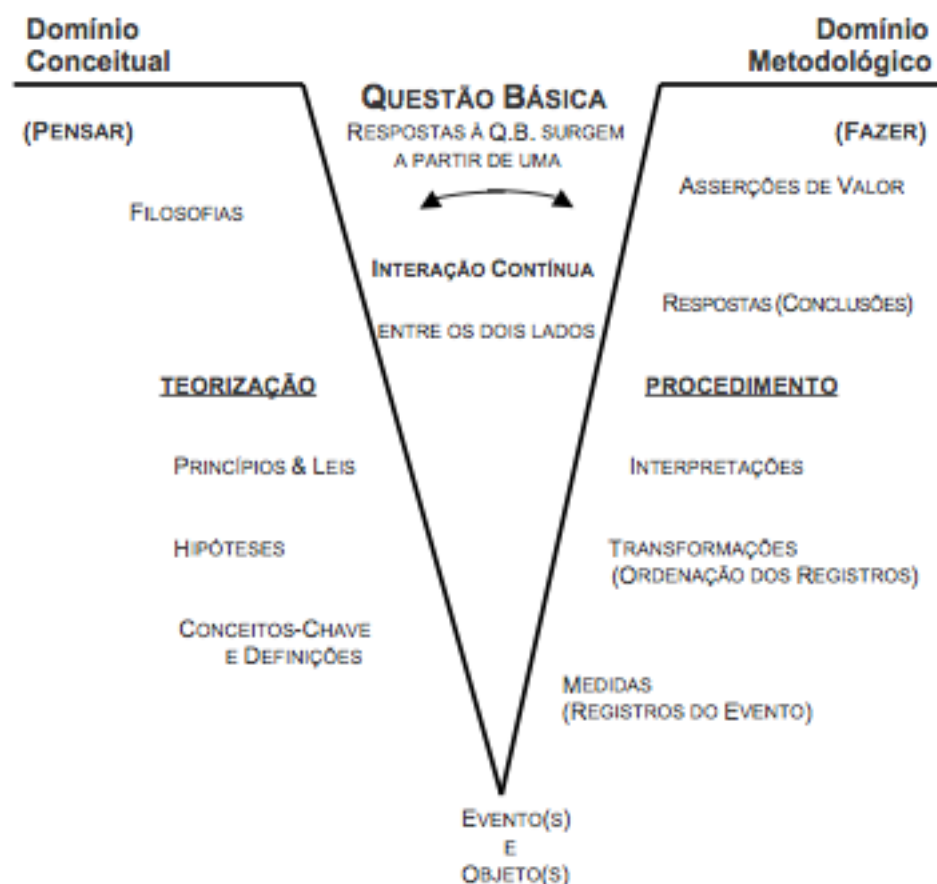 Domínio
Conceitual
(PENSAR)
FILOSOFIAS
TEORIZAÇÃO
PRINCÍPIOS & LEIS
HIPÓTESES
CONCEITOS-CHAVE
E DEFINIÇÕES
QUESTÃO BÁSICA
RESPOSTAS À Q.B. SURGEM
A PARTIR DE UMA
INTERAÇÃO CONTÍNUA
ENTRE OS DOIS LADOS
Domínio
Metodológico
(FAZER)
ASSERÇÕES DE VALOR
RESPOSTAS (CONCLUSÕES)
PROCEDIMENTO
INTERPRETAÇÕES
TRANSFORMAÇÕES
(ORDENAÇÃO DOS REGISTROS)
MEDIDAS
(REGISTROS DO EVENTO)
EVENTO(S)
E
OBJETO(S)